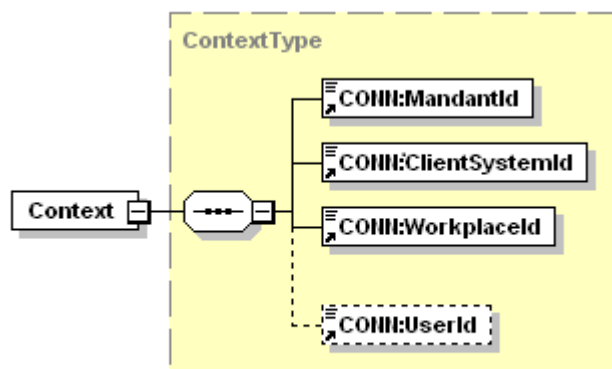 ContextType
CONN:MandantId
CONN:ClientSystemId
Context
CONN:WorkplaceId
CONN:UserId